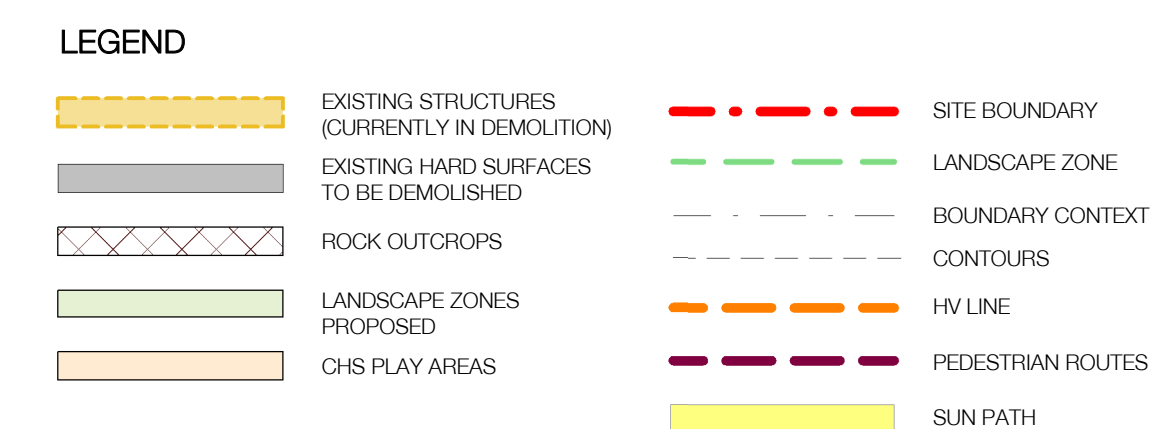 LEGEND
EXISTING STRUCTURES
(CURRENTLY IN DEMOLITION)
EXISTING HARD SURFACES
TO BE DEMOLISHED
ROCK OUTCROPS
LANDSCAPE ZONES
PROPOSED
CHS PLAY AREAS
SITE BOUNDARY
LANDSCAPE ZONE
BOUNDARY CONTEXT
CONTOURS
HV LINE
PEDESTRIAN ROUTES
SUN PATH